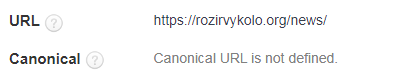 URL ? https://rozirvykolo.org/news/
Canonical ? Canonical URL is not defined.